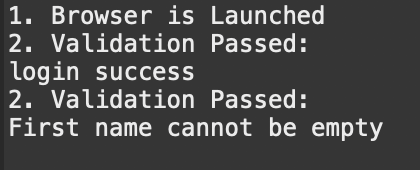 1. Browser is Launched
2. Validation Passed:
login success
2. Validation Passed:
First name cannot be empty